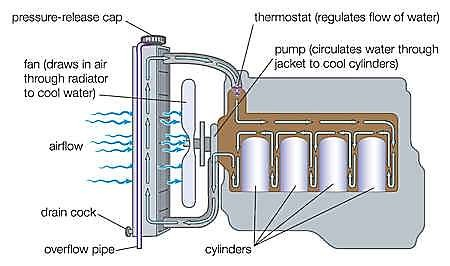 pressure-release cap
thermostat (regulates flow of water)
pump (circulates water through
jacket to cool cylinders)
fan (draws in air
through radiator
to cool water)
airflow
drain cock
overflow pipe
cylinders